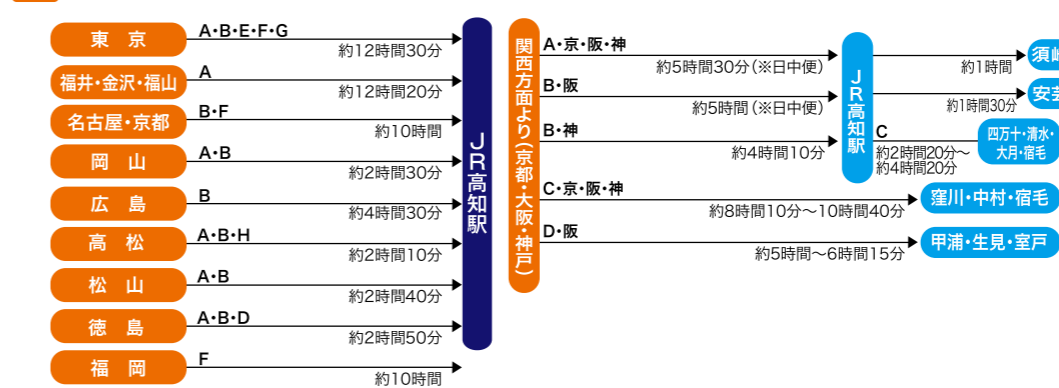 東京
A・B・E・F・G
約12時間30分
福井・金沢・福山
A
約12時間20分
名古屋・京都
B・F
約10時間
岡山
A・B
約2時間30分
広島
B
約4時間30分
高松
A・B・H
約2時間10分
松山
A・B
約2時間40分
徳島
A・B・D
約2時間50分
福岡
F
約10時間
JR高知駅
関西方面より(京都・大阪・神戸)
A・京・阪・神
約5時間30分(※日中便)
B・阪
約5時間(※日中便)
B・神
約4時間10分
JR高知駅
約1時間
須
約1時間30分
安
C
約2時間20分～
約4時間20分
四万十・清水・
大月・宿毛
C・京・阪・神
約8時間10分～10時間40分
窪川・中村・宿毛
D・阪
約5時間～6時間15分
甲浦・生見・室戸